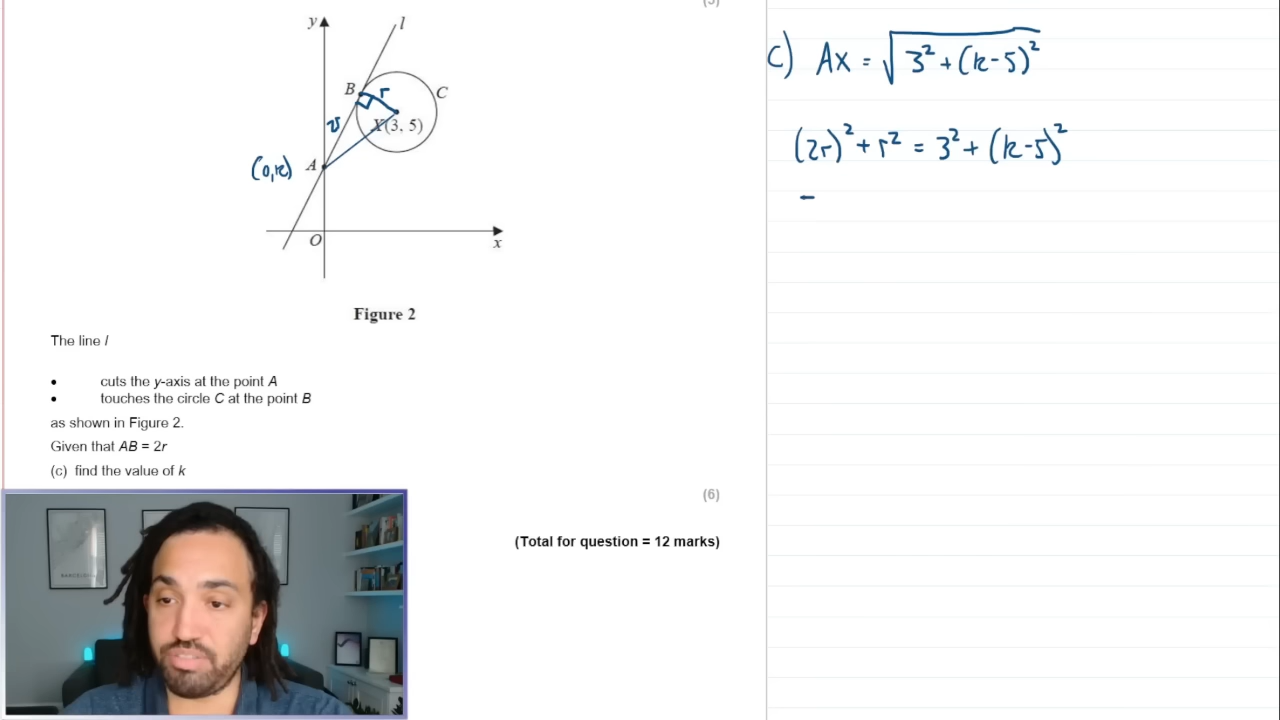 (5)
y
l
B
r
C
2r
X(3, 5)
(0,k) A
O
x
Figure 2
The line l
• cuts the y-axis at the point A
• touches the circle C at the point B
as shown in Figure 2.
Given that AB = 2r
(c) find the value of k
(6)
(Total for question = 12 marks)
BARCELONA
c) AX = √(3² + (k-5)²)
(2r)² + r² = 3² + (k-5)²